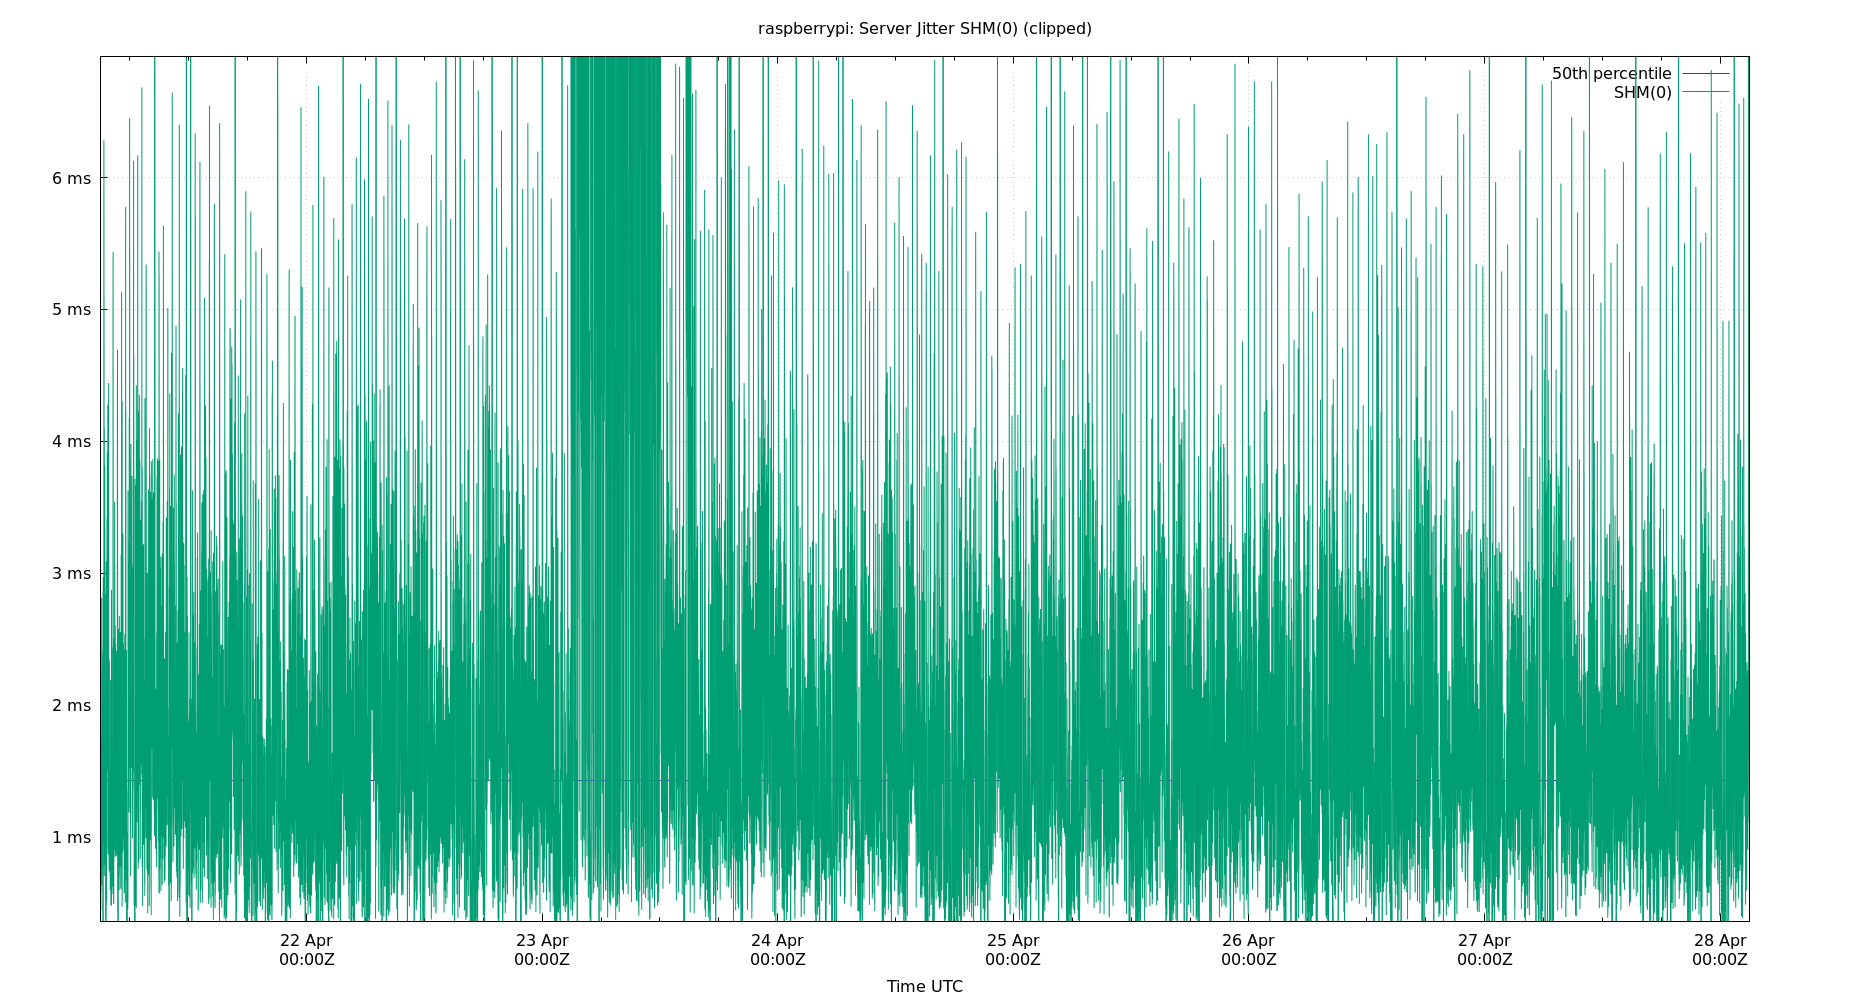 raspberrypi: Server Jitter SHM(0) (clipped)
50th percentile
SHM(0)
6 ms
5 ms
4 ms
3 ms
2 ms
1 ms
22 Apr
00:00Z
23 Apr
00:00Z
24 Apr
00:00Z
25 Apr
00:00Z
26 Apr
00:00Z
27 Apr
00:00Z
28 Apr
00:00Z
Time UTC